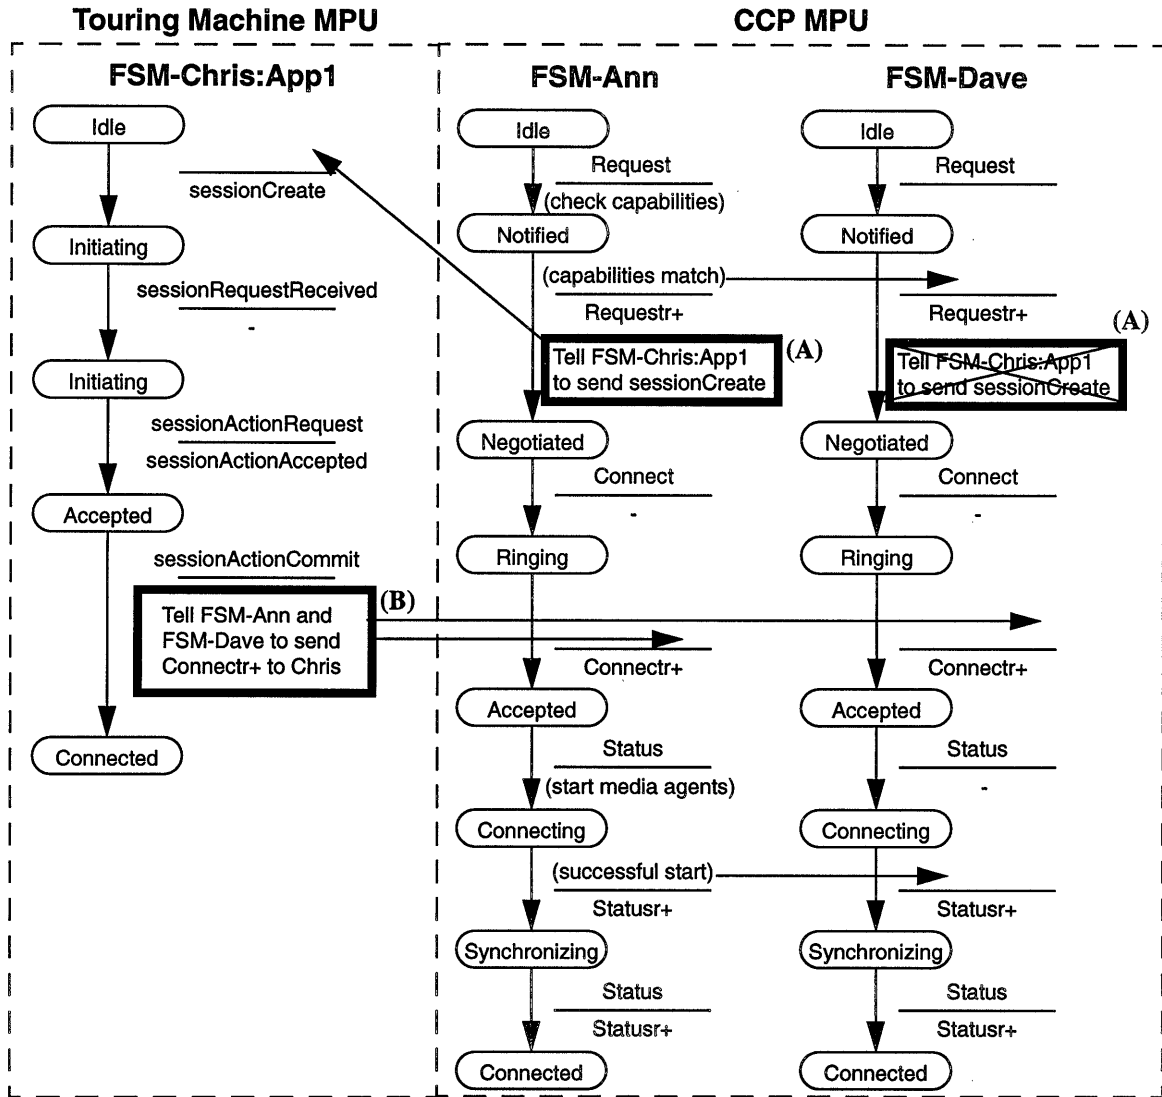 Touring Machine MPU
CCP MPU
FSM-Chris:App1
FSM-Ann
FSM-Dave
Idle
sessionCreate
Initiating
sessionRequestReceived
-
Initiating
sessionActionRequest
sessionActionAccepted
Accepted
sessionActionCommit
Tell FSM-Ann and
FSM-Dave to send
Connectr+ to Chris
(B)
Connected
Idle
Request
(check capabilities)
Notified
(capabilities match)
Requestr+
Tell FSM-Chris:App1
to send sessionCreate
(A)
Negotiated
Connect
-
Ringing
Connectr+
Accepted
Status
(start media agents)
Connecting
(successful start)
Statusr+
Synchronizing
Status
Statusr+
Connected
Idle
Request
Notified
Requestr+
(A)
Tell FSM-Chris:App1
to send sessionCreate
Negotiated
Connect
-
Ringing
Connectr+
Accepted
Status
-
Connecting
Statusr+
Synchronizing
Status
Statusr+
Connected